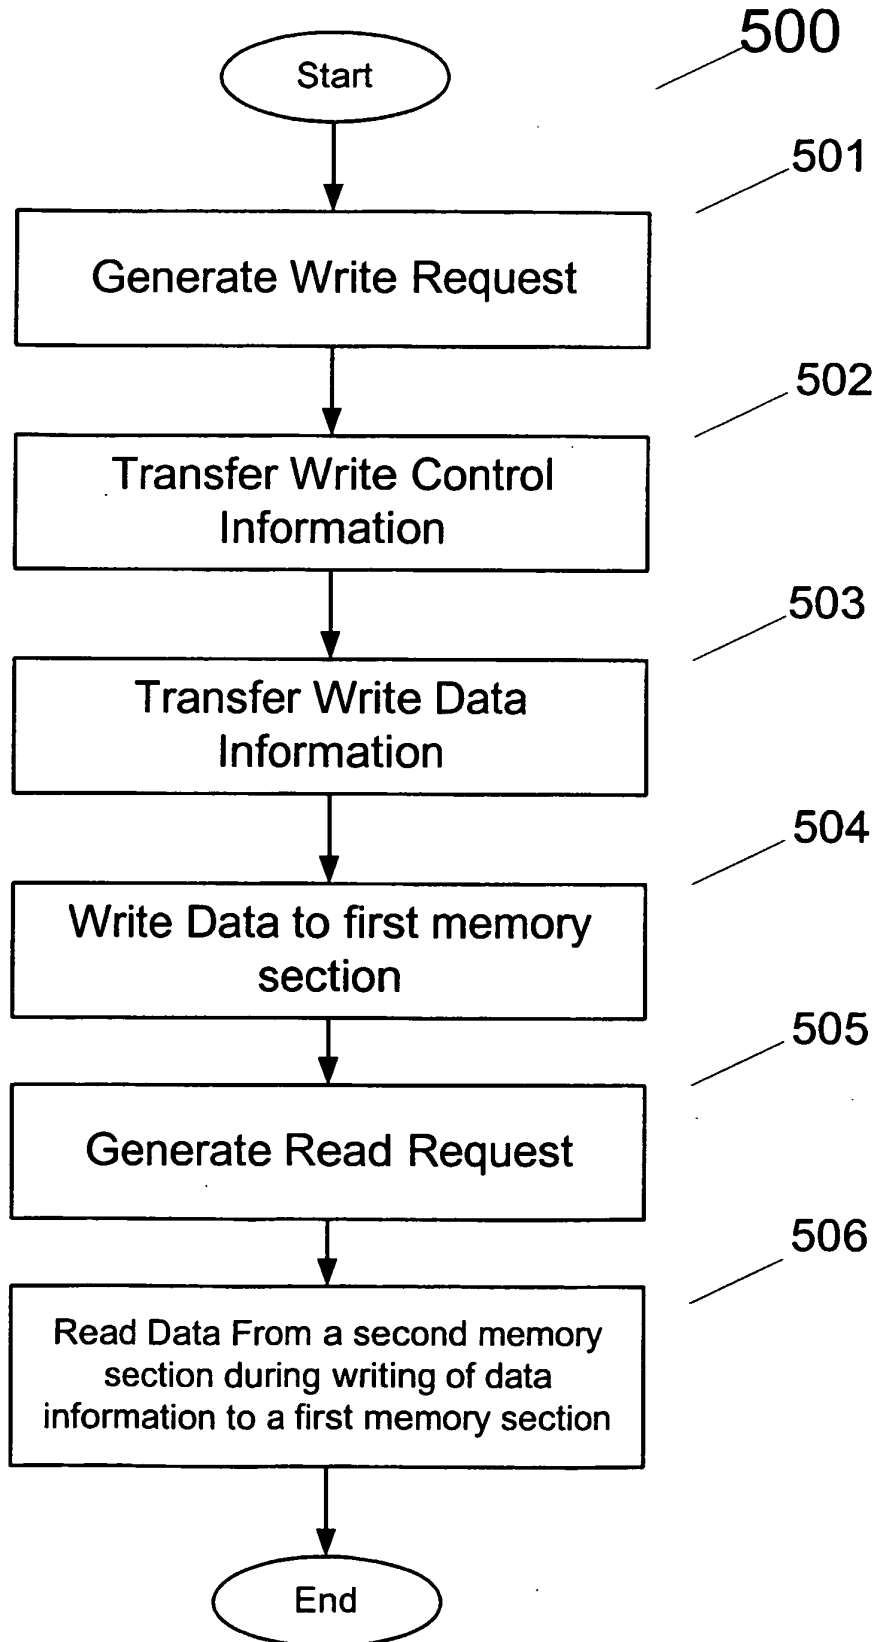 500
Start
501
Generate Write Request
502
Transfer Write Control
Information
503
Transfer Write Data
Information
504
Write Data to first memory
section
505
Generate Read Request
506
Read Data From a second memory
section during writing of data
information to a first memory section
End